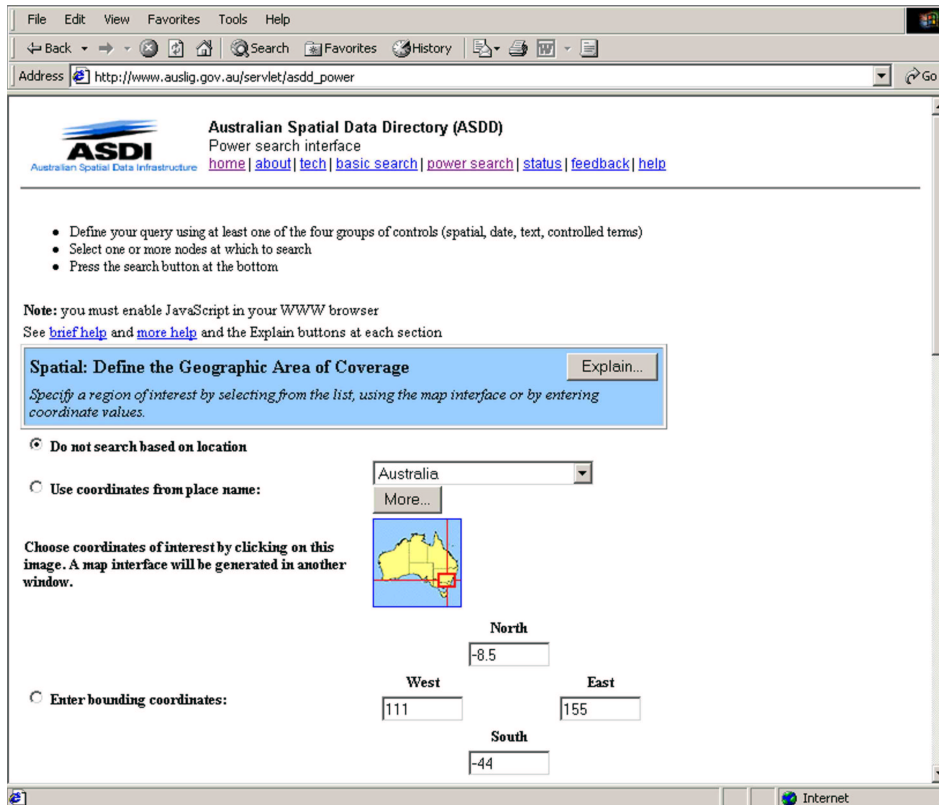 File Edit View Favorites Tools Help
Back Search Favorites History
Address http://www.auslig.gov.au/servlet/asdd_power Go
ASDI
Australian Spatial Data Infrastructure
Australian Spatial Data Directory (ASDD)
Power search interface
home | about | tech | basic search | power search | status | feedback | help
• Define your query using at least one of the four groups of controls (spatial, date, text, controlled terms)
• Select one or more nodes at which to search
• Press the search button at the bottom
Note: you must enable JavaScript in your WWW browser
See brief help and more help and the Explain buttons at each section
Spatial: Define the Geographic Area of Coverage Explain...
Specify a region of interest by selecting from the list, using the map interface or by entering
coordinate values.
Do not search based on location
Use coordinates from place name: Australia
More...
Choose coordinates of interest by clicking on this
image. A map interface will be generated in another
window.
North
-8.5
West East
Enter bounding coordinates: 111 155
South
-44
Internet